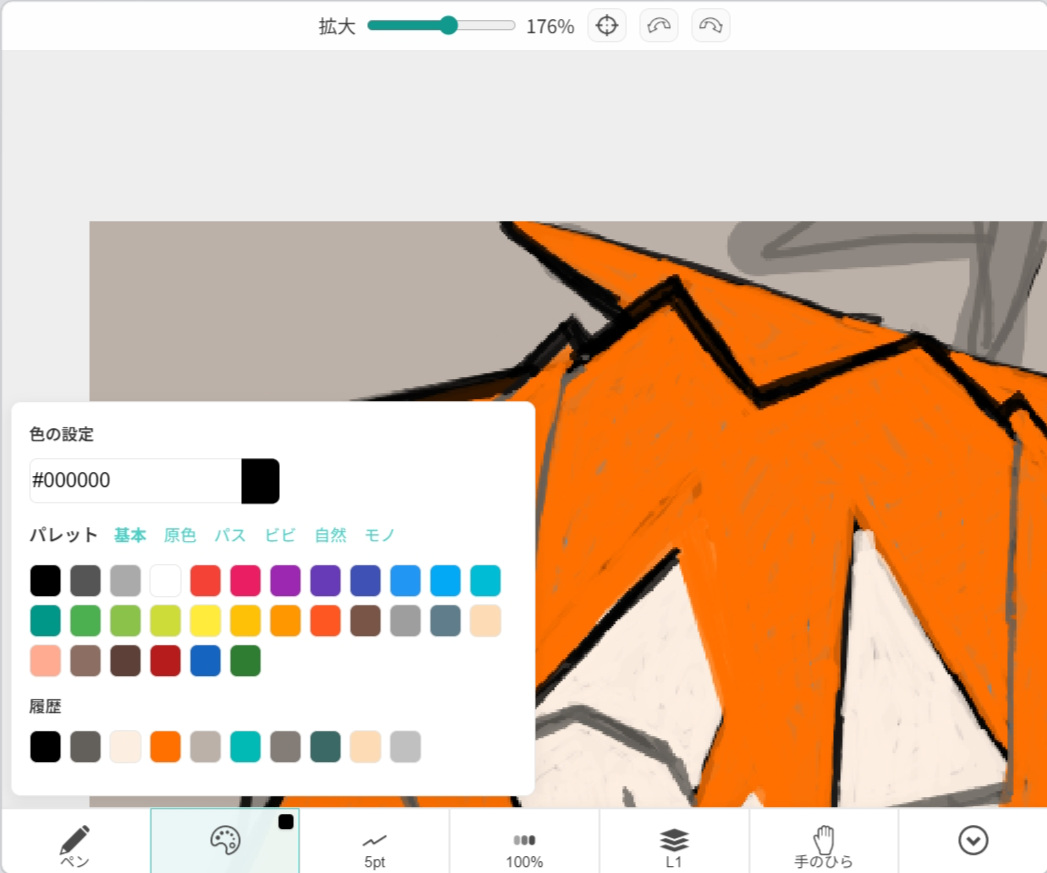 拡大 176%
色の設定
#000000
パレット 基本 原色 パス ビビ 自然 モノ
履歴
ペン 5pt 100% L1 手のひら